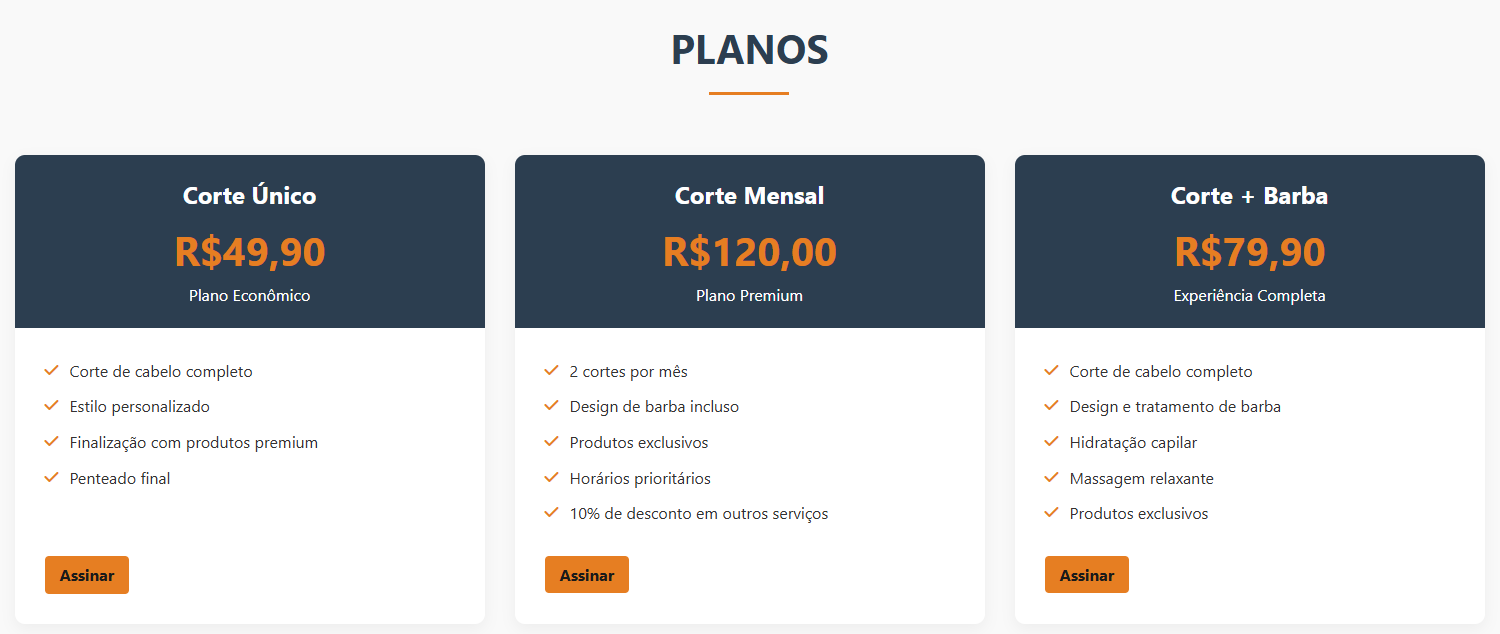 PLANOS
Corte Único
R$49,90
Plano Econômico
Corte de cabelo completo
Estilo personalizado
Finalização com produtos premium
Penteado final
Assinar
Corte Mensal
R$120,00
Plano Premium
2 cortes por mês
Design de barba incluso
Produtos exclusivos
Horários prioritários
10% de desconto em outros serviços
Assinar
Corte + Barba
R$79,90
Experiência Completa
Corte de cabelo completo
Design e tratamento de barba
Hidratação capilar
Massagem relaxante
Produtos exclusivos
Assinar